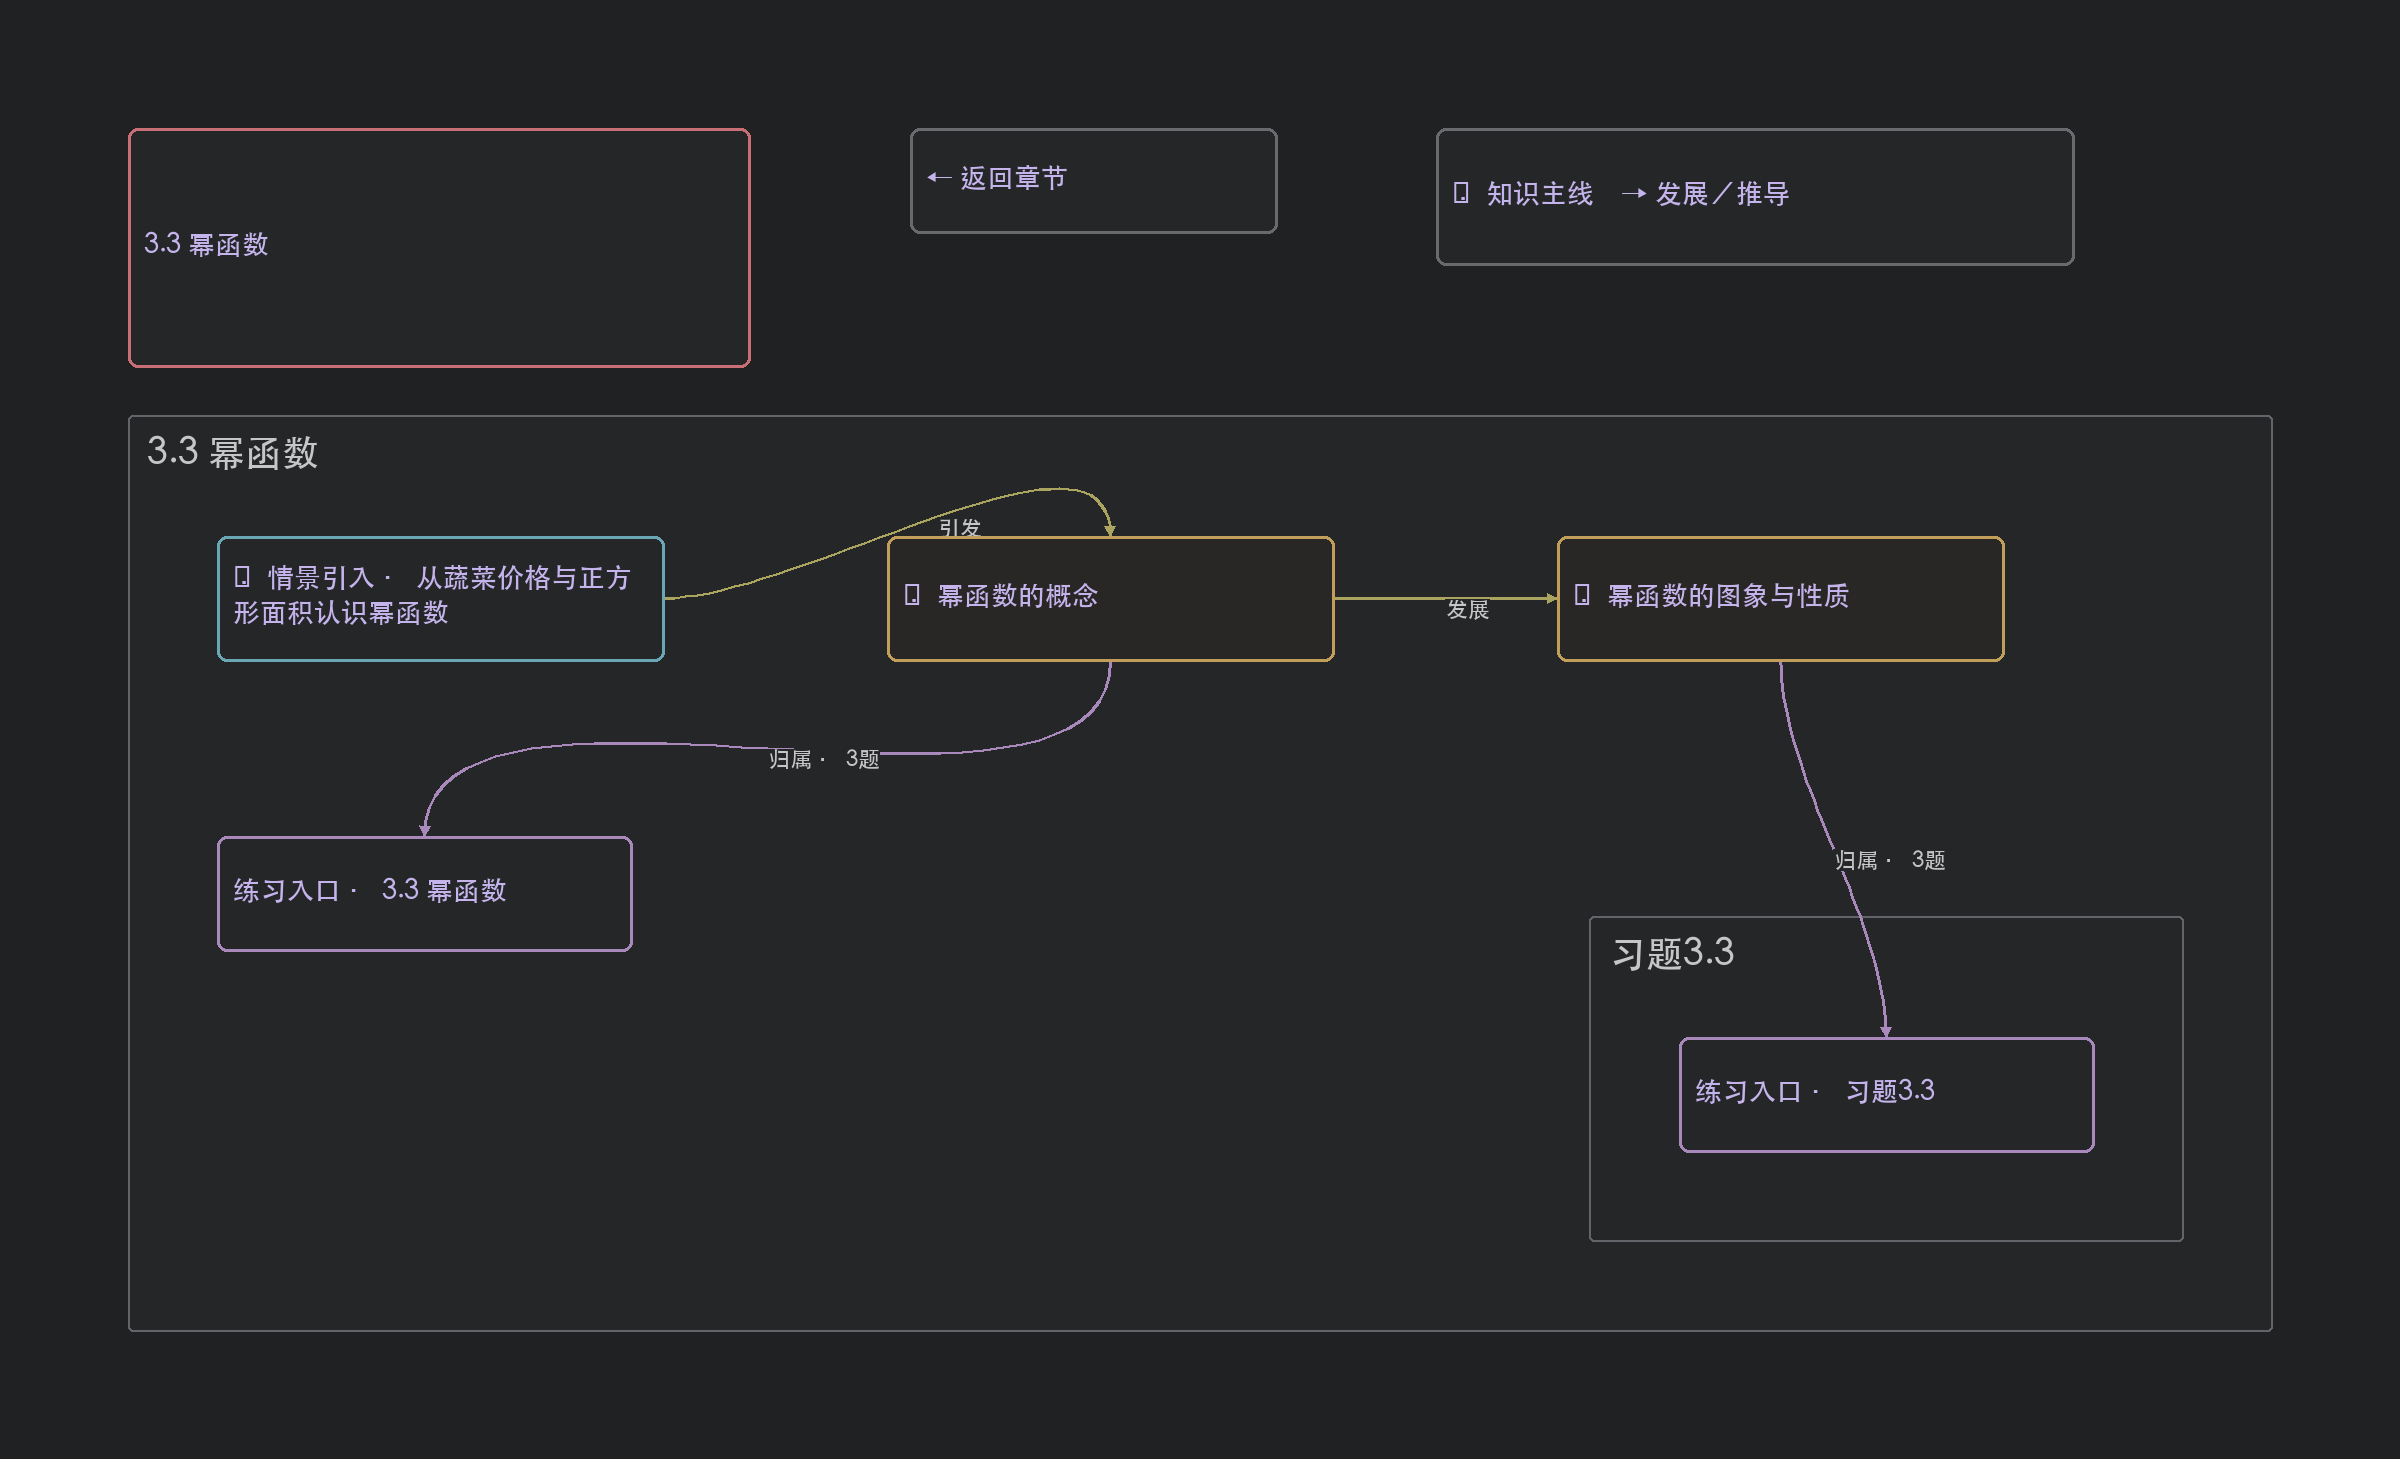 3.3 幂函数
← 返回章节
知识主线 → 发展／推导
3.3 幂函数
引发
情景引入 · 从蔬菜价格与正方
形面积认识幂函数
幂函数的概念
发展
幂函数的图象与性质
归属 · 3题
练习入口 · 3.3 幂函数
归属 · 3题
习题3.3
练习入口 · 习题3.3